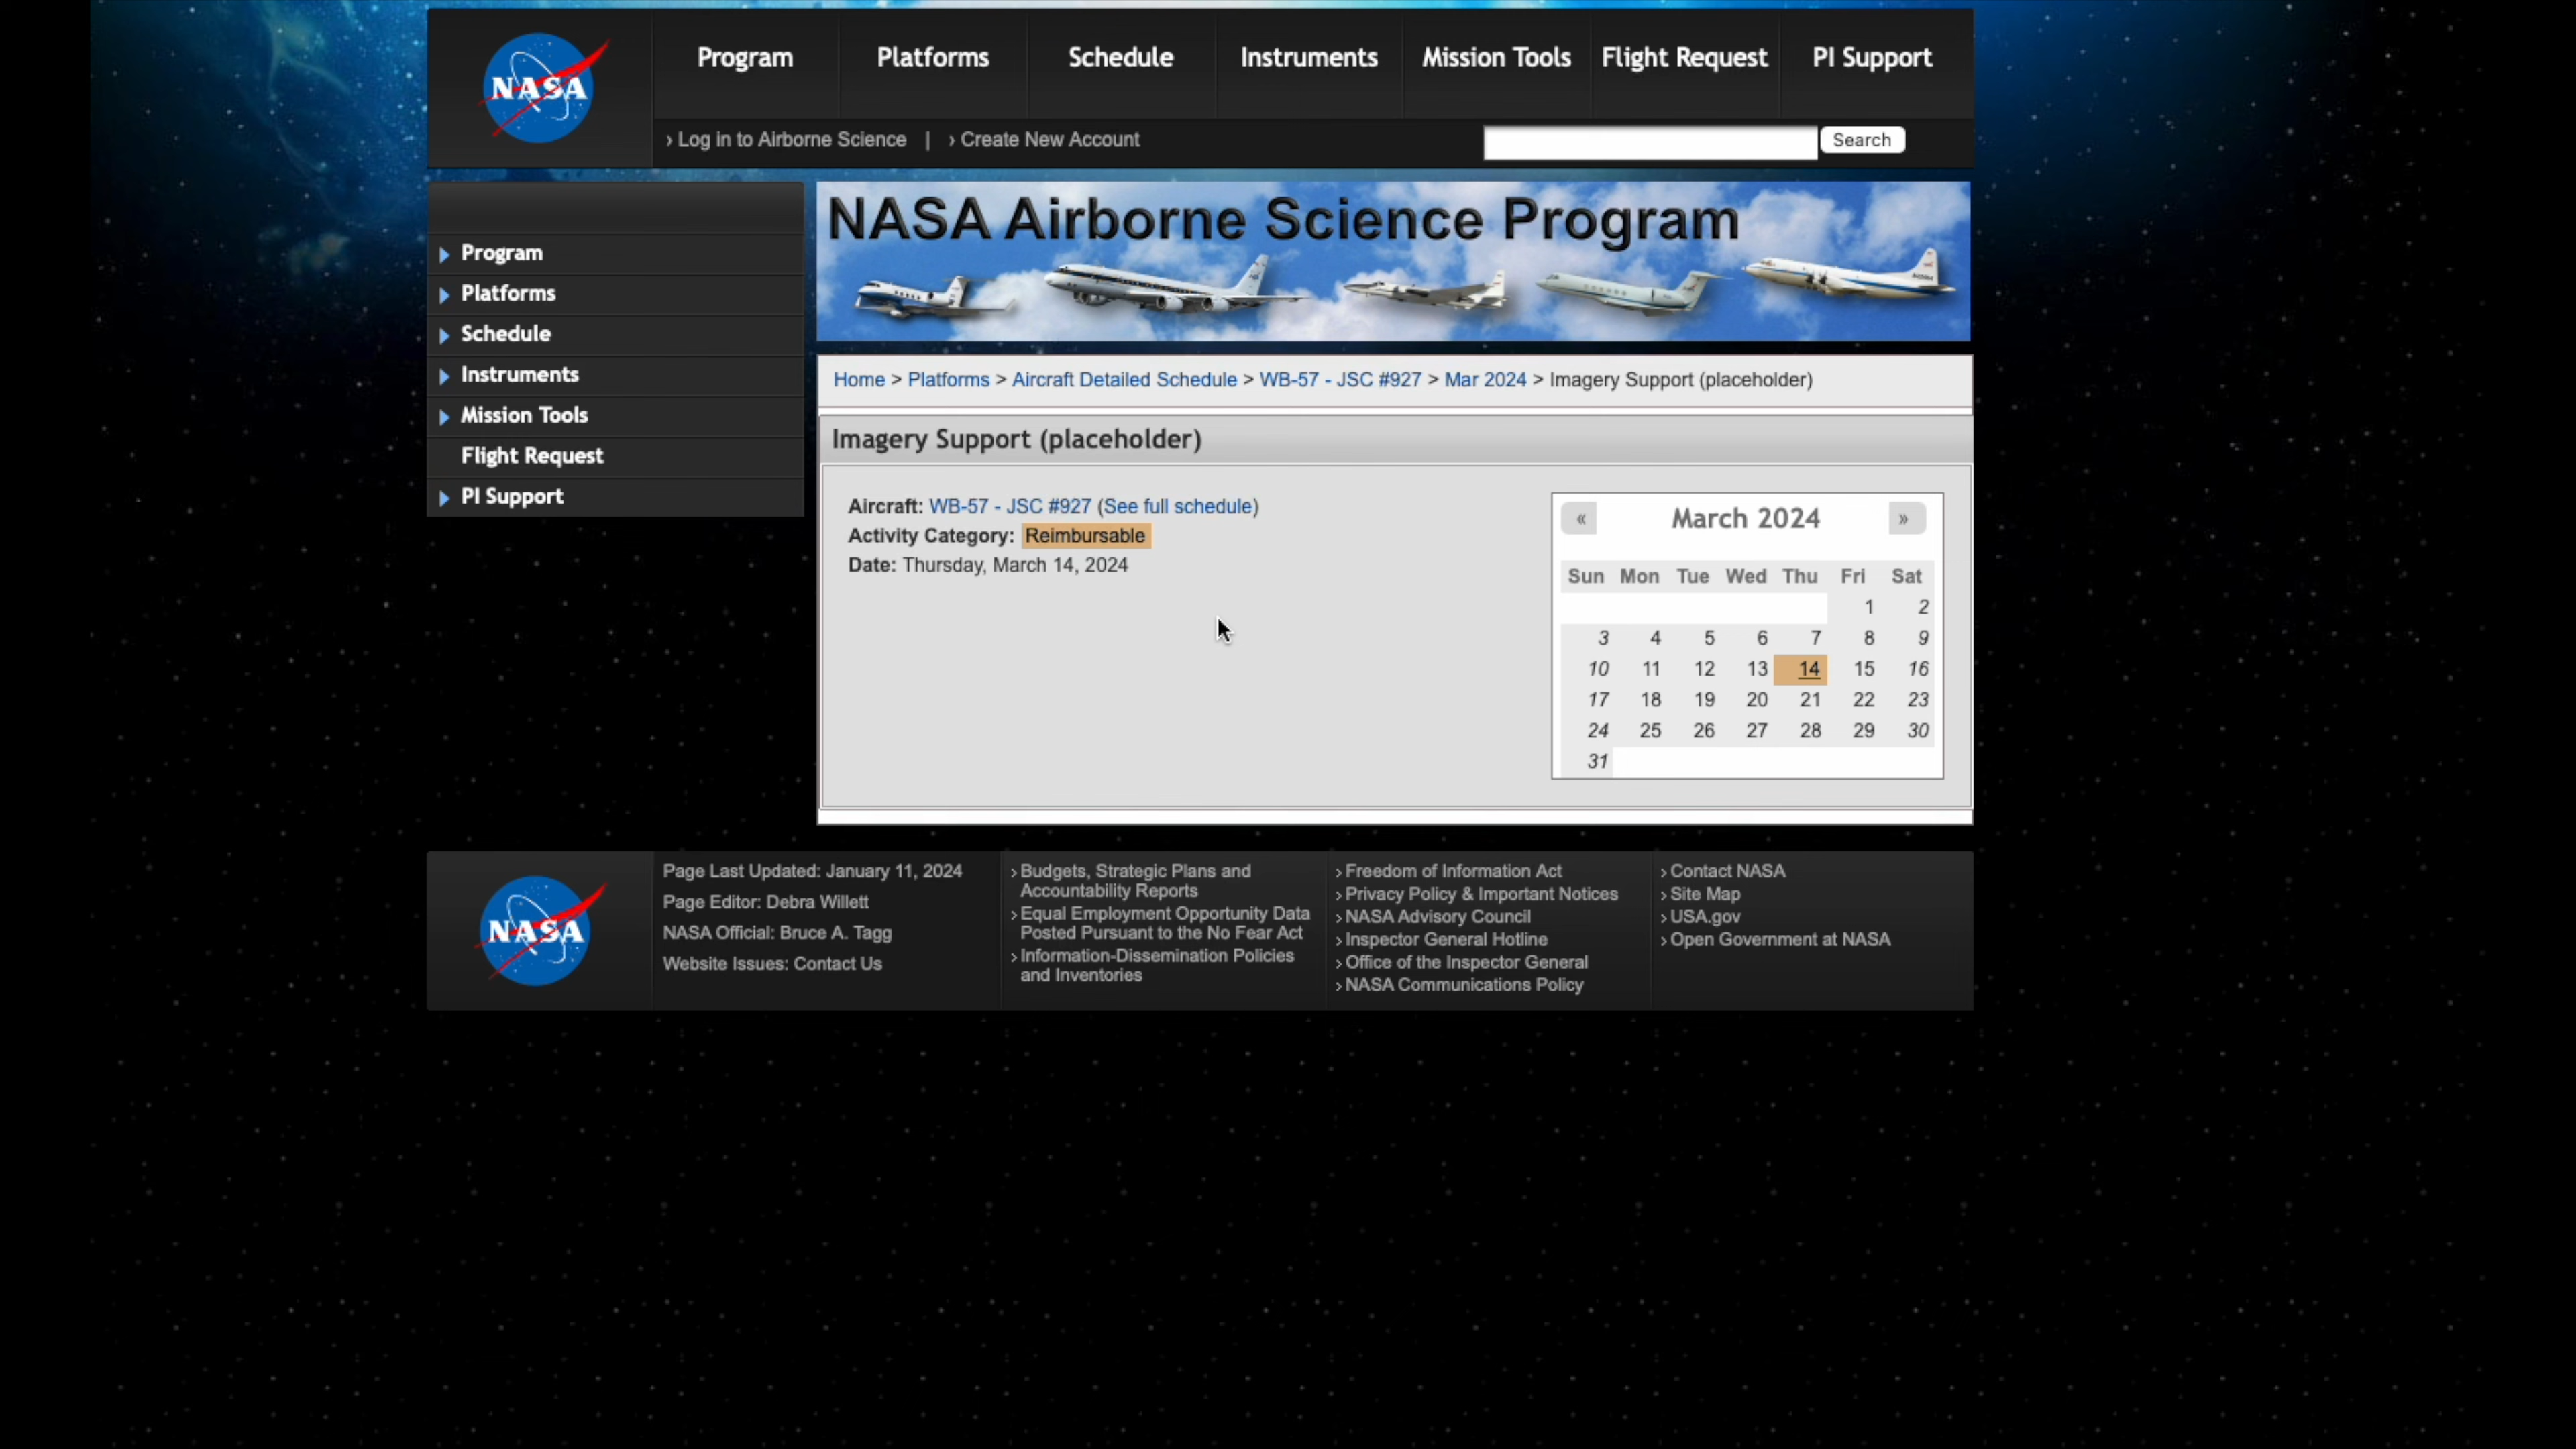 NASA
Program
Platforms
Schedule
Instruments
Mission Tools
Flight Request
PI Support
› Log in to Airborne Science | › Create New Account
Search
Program
Platforms
Schedule
Instruments
Mission Tools
Flight Request
PI Support
NASA Airborne Science Program
Home > Platforms > Aircraft Detailed Schedule > WB-57 - JSC #927 > Mar 2024 > Imagery Support (placeholder)
Imagery Support (placeholder)
Aircraft: WB-57 - JSC #927 (See full schedule)
Activity Category: Reimbursable
Date: Thursday, March 14, 2024
« March 2024 »
Sun Mon Tue Wed Thu Fri Sat
1 2
3 4 5 6 7 8 9
10 11 12 13 14 15 16
17 18 19 20 21 22 23
24 25 26 27 28 29 30
31
NASA
Page Last Updated: January 11, 2024
Page Editor: Debra Willett
NASA Official: Bruce A. Tagg
Website Issues: Contact Us
› Budgets, Strategic Plans and
Accountability Reports
› Equal Employment Opportunity Data
Posted Pursuant to the No Fear Act
› Information-Dissemination Policies
and Inventories
› Freedom of Information Act
› Privacy Policy & Important Notices
› NASA Advisory Council
› Inspector General Hotline
› Office of the Inspector General
› NASA Communications Policy
› Contact NASA
› Site Map
› USA.gov
› Open Government at NASA